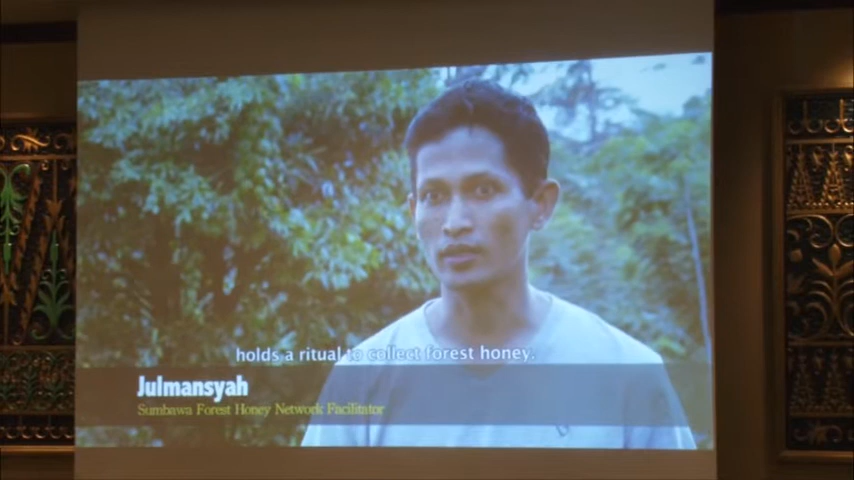 holds a ritual to collect forest honey.
Julmansyah
Sumbawa Forest Honey Network Facilitator